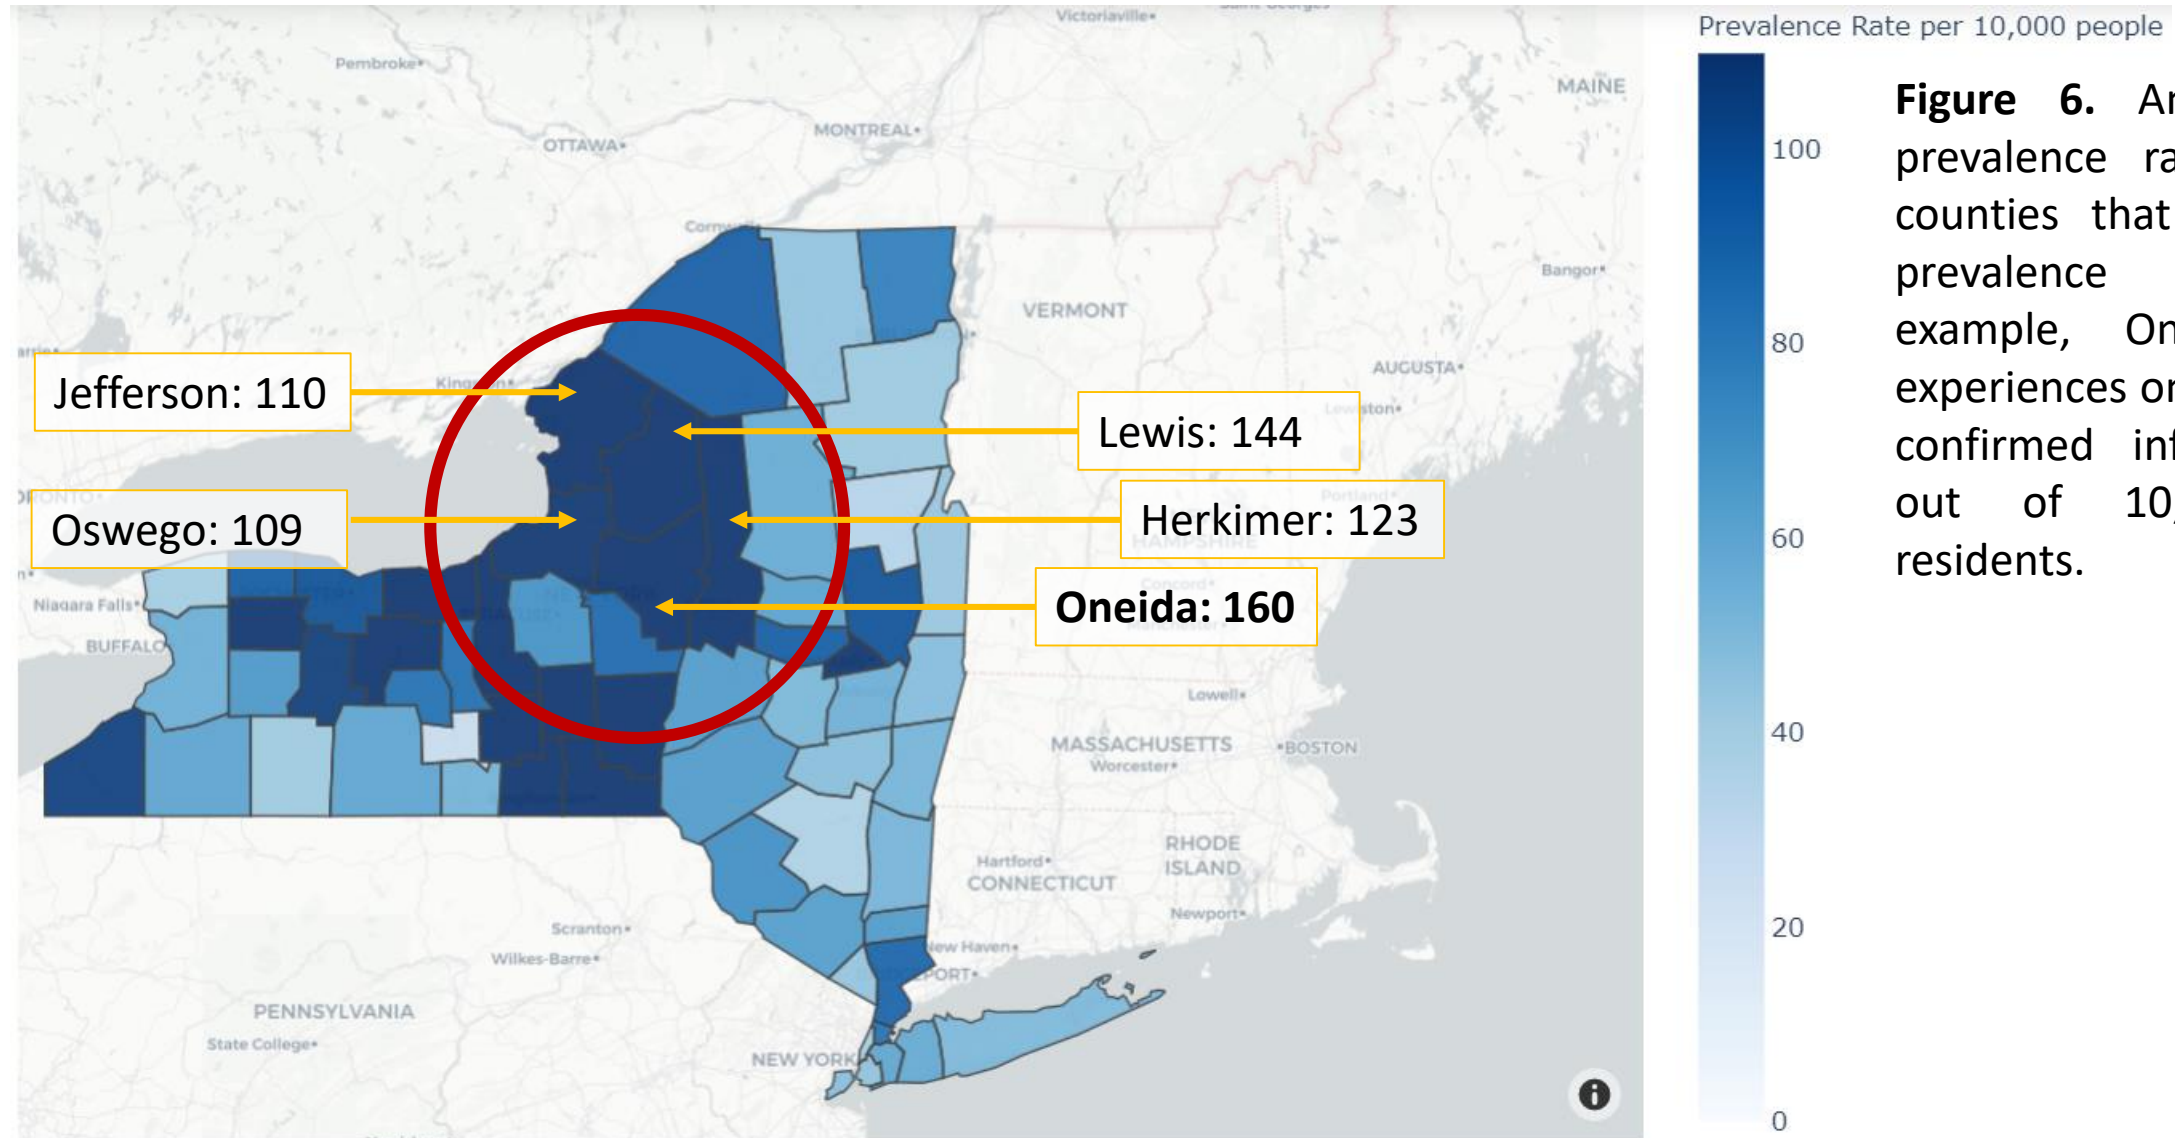 Victoriaville
Prevalence Rate per 10,000 people
Pembroke
MAINE
OTTAWA
MONTREAL
100
Figure 6.
prevalence
counties that
prevalence
example,
experiences
confirmed
out of
residents.
Bangor
VERMONT
80
AUGUSTA
Jefferson: 110
Lewis: 144
Oswego: 109
Herkimer: 123
HAMPSHIRE
Portland
Concord
60
Oneida: 160
Niagara Falls
BUFFALO
Lowell
MASSACHUSETTS
BOSTON
Worcester
40
RHODE
ISLAND
Hartford
CONNECTICUT
Newport
Scranton
New Haven
Wilkes-Barre
20
PENNSYLVANIA
State College
NEW YORK
0